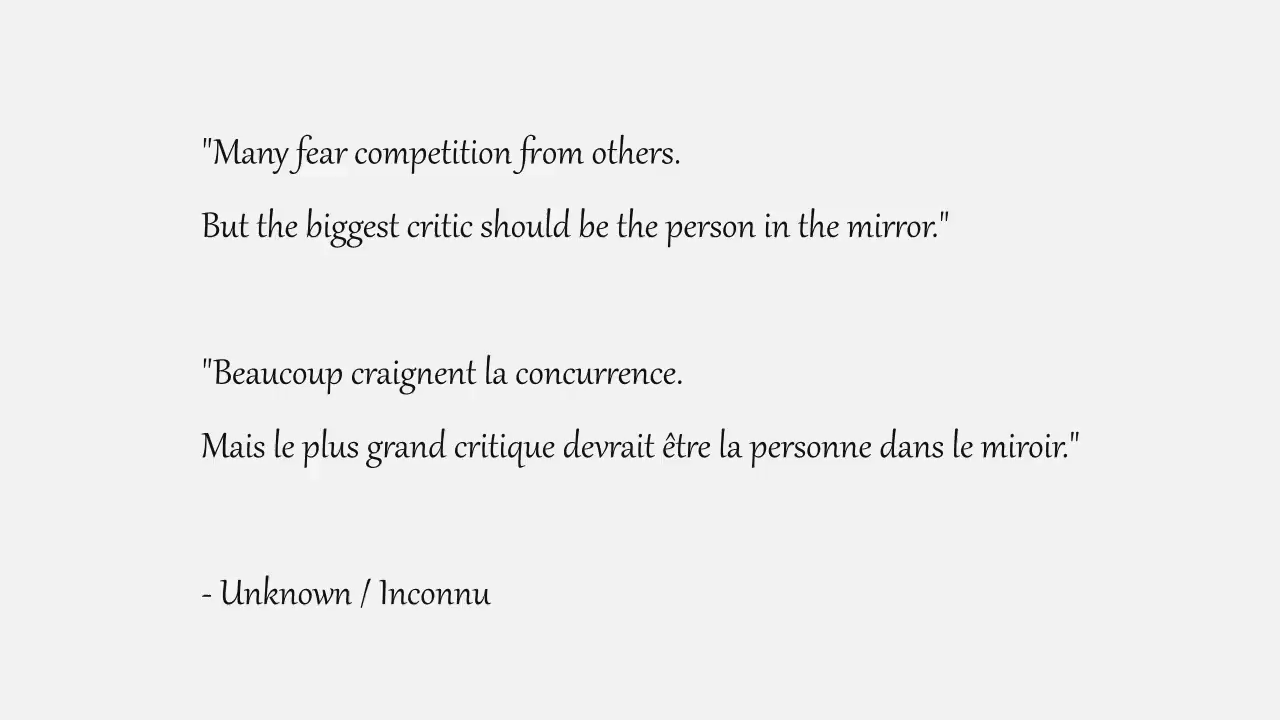 "Many fear competition from others.
But the biggest critic should be the person in the mirror."
"Beaucoup craignent la concurrence.
Mais le plus grand critique devrait être la personne dans le miroir."
- Unknown / Inconnu